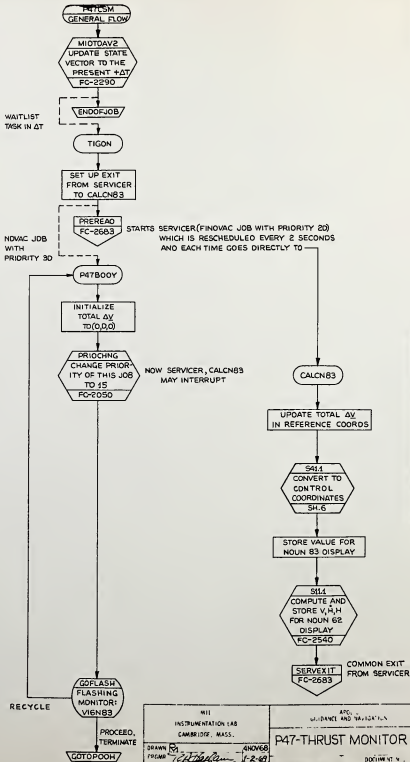 P47CSM
GENERAL FLOW
MIDTOAV2
UPDATE STATE
VECTOR TO THE
PRESENT +ΔT
FC-2290
ENDOFJOB
WAITLIST
TASK IN ΔT
TIGON
SET UP EXIT
FROM SERVICER
TO CALCN83
PREREAD
FC-2683
STARTS SERVICER (FINDVAC JOB WITH PRIORITY 20)
WHICH IS RESCHEDULED EVERY 2 SECONDS
AND EACH TIME GOES DIRECTLY TO
NOVAC JOB
WITH
PRIORITY 30
P47BODY
INITIALIZE
TOTAL ΔV
TO (0,0,0)
PRIOCHNG
CHANGE PRIOR-
ITY OF THIS JOB
TO 15
FC-2050
NOW SERVICER, CALCN83
MAY INTERRUPT
CALCN83
UPDATE TOTAL ΔV
IN REFERENCE COORDS
S41.1
CONVERT TO
CONTROL
COORDINATES
SH.6
STORE VALUE FOR
NOUN 83 DISPLAY
S11.1
COMPUTE AND
STORE V, Ḣ, H
FOR NOUN 62
DISPLAY
FC-2540
SERVEXIT
FC-2683
COMMON EXIT
FROM SERVICER
GOFLASH
FLASHING
MONITOR:
V16N83
RECYCLE
PROCEED,
TERMINATE
GOTOPOOH
MIT
INSTRUMENTATION LAB
CAMBRIDGE, MASS.
DRAWN
4NOV68
PRGMR
5-2-69
GUIDANCE AND NAVIGATION
P47-THRUST MONITOR
DOCUMENT N